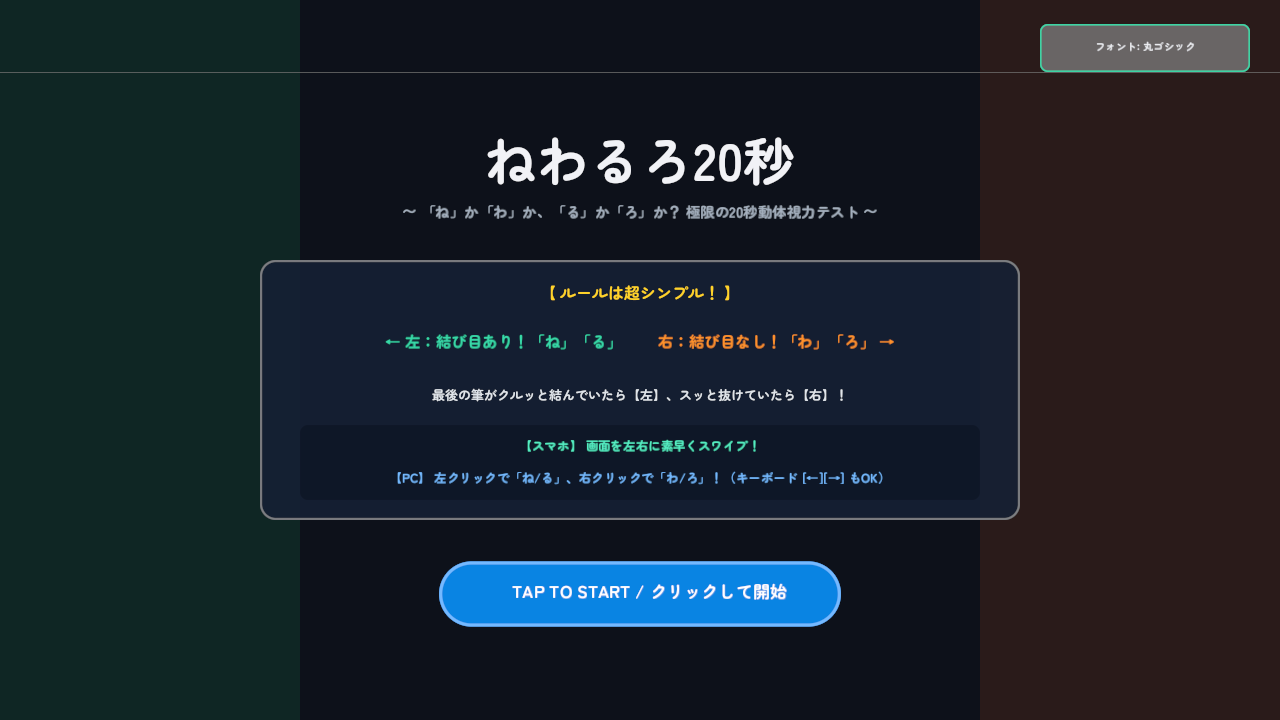 フォント: 丸ゴシック
ねわるろ20秒
〜 「ね」か「わ」か、「る」か「ろ」か？ 極限の20秒動体視力テスト 〜
【 ルールは超シンプル！ 】
← 左：結び目あり！「ね」「る」 右：結び目なし！「わ」「ろ」 →
最後の筆がクルッと結んでいたら【左】、スッと抜けていたら【右】！
【スマホ】 画面を左右に素早くスワイプ！
【PC】 左クリックで「ね/る」、右クリックで「わ/ろ」！（キーボード [←][→] もOK）
TAP TO START / クリックして開始